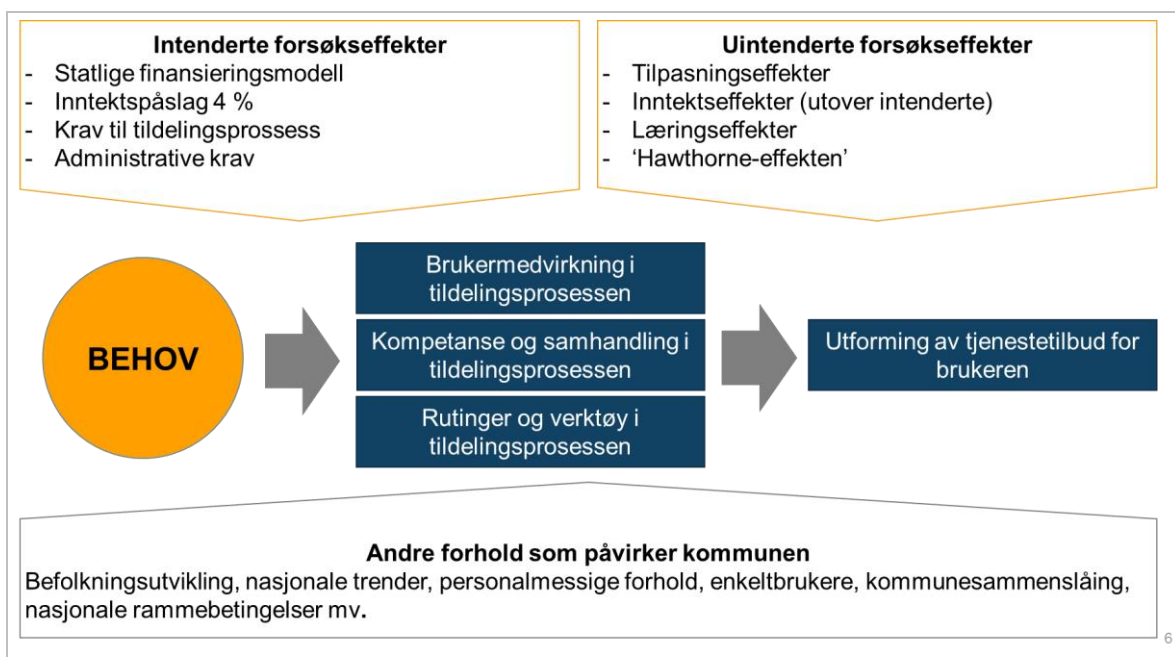 Intenderte forsøkseffekter
- Statlige finansieringsmodell
- Inntektspåslag 4 %
- Krav til tildelingsprossess
- Administrative krav
Uintenderte forsøkseffekter
- Tilpasningseffekter
- Inntektseffekter (utover intenderte)
- Læringseffekter
- ‘Hawthorne-effekten’
BEHOV
Brukermedvirkning i
tildelingsprosessen
Kompetanse og samhandling i
tildelingsprosessen
Rutinger og verktøy i
tildelingsprosessen
Utforming av tjenestetilbud for
brukeren
Andre forhold som påvirker kommunen
Befolkningsutvikling, nasjonale trender, personalmessige forhold, enkeltbrukere, kommunesammenslåing,
nasjonale rammebetingelser mv.
6